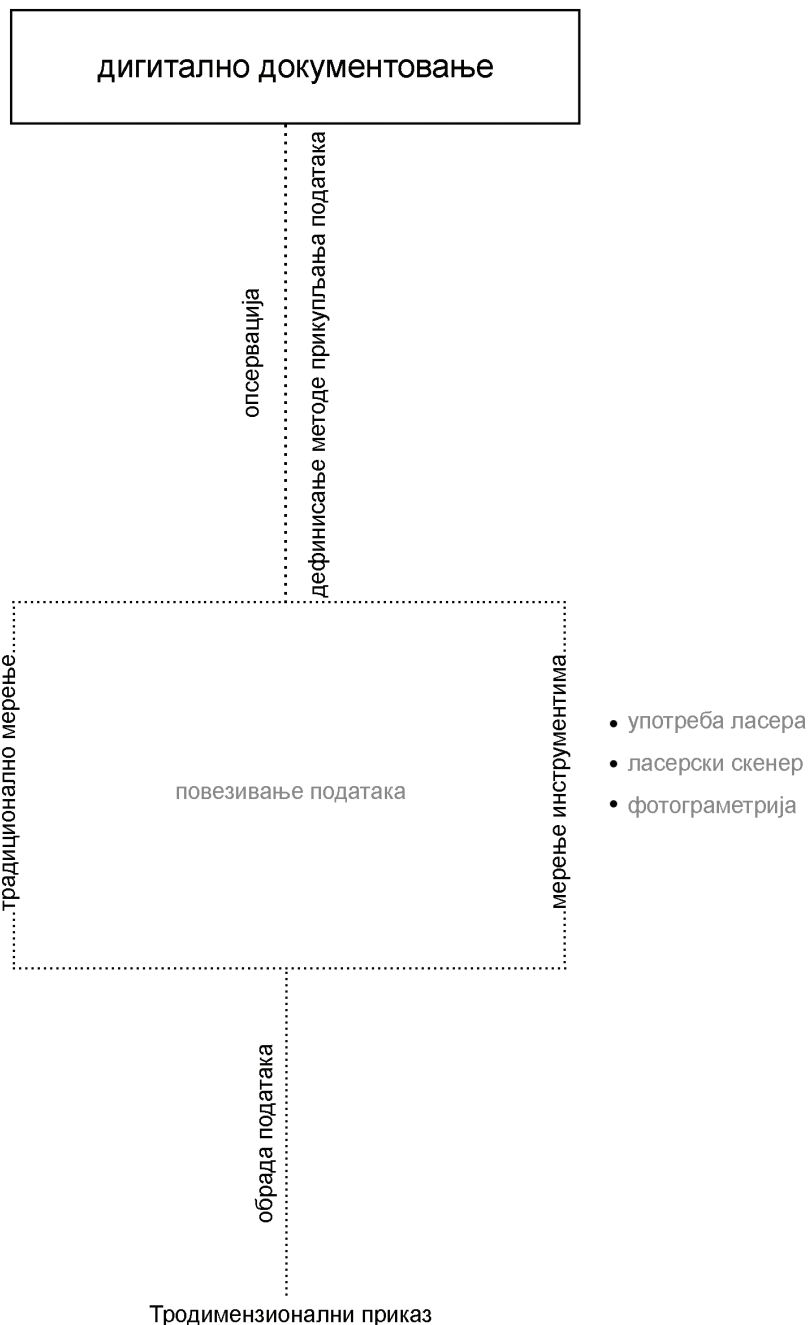 дигитално документовање
опсервација
дефинисање методе прикупљања података
традиционално мерење
повезивање података
мерење инструментима
• употреба ласера
• ласерски скенер
• фотограметрија
обрада података
Тродимензионални приказ